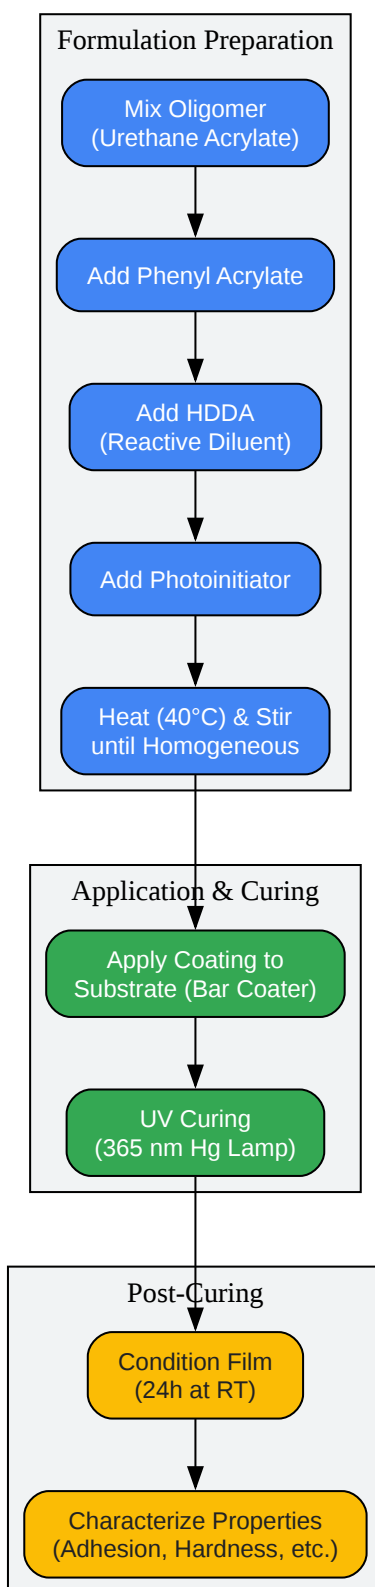 Formulation Preparation
Mix Oligomer
(Urethane Acrylate)
Add Phenyl Acrylate
Add HDDA
(Reactive Diluent)
Add Photoinitiator
Heat (40°C) & Stir
until Homogeneous
Application & Curing
Apply Coating to
Substrate (Bar Coater)
UV Curing
(365 nm Hg Lamp)
Post-Curing
Condition Film
(24h at RT)
Characterize Properties
(Adhesion, Hardness, etc.)